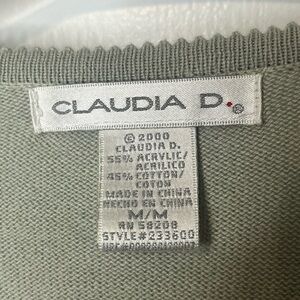 CLAUDIA D.®
© 2000
CLAUDIA D.
55% ACRYLIC/
ACRILICO
45% COTTON/
COTON
MADE IN CHINA
HECHO EN CHINA
M/M
RN 58208
STYLE#233600